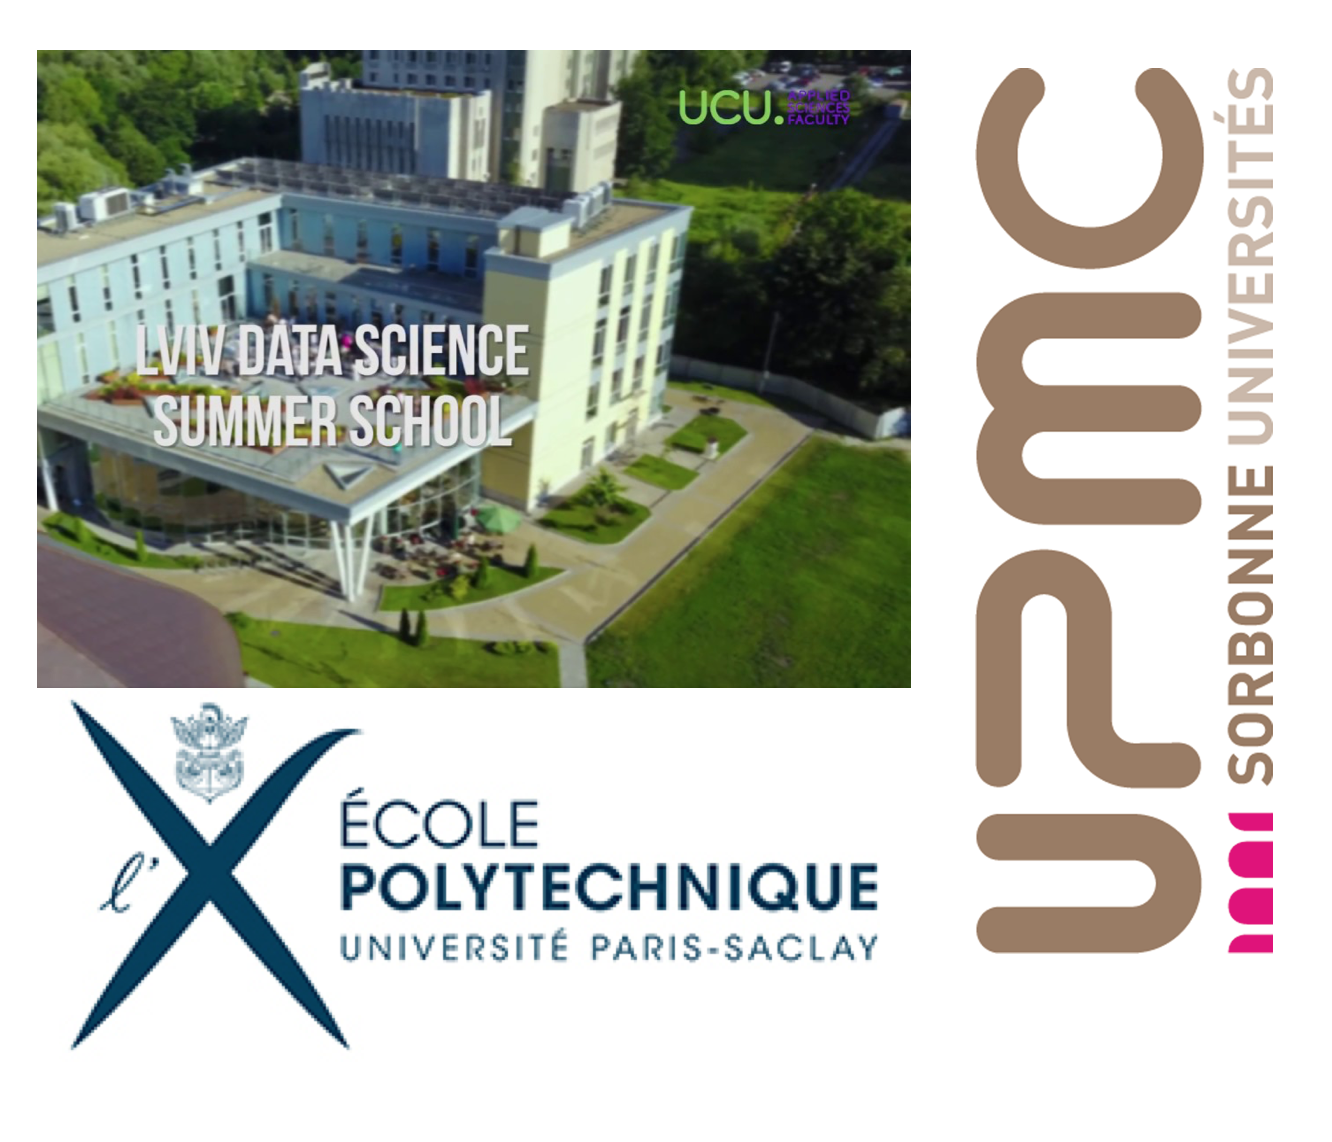 UCU. APPLIED
SCIENCES
FACULTY
LVIV DATA SCIENCE
SUMMER SCHOOL
l'X
ÉCOLE
POLYTECHNIQUE
UNIVERSITÉ PARIS-SACLAY
UPMC
SORBONNE UNIVERSITÉS